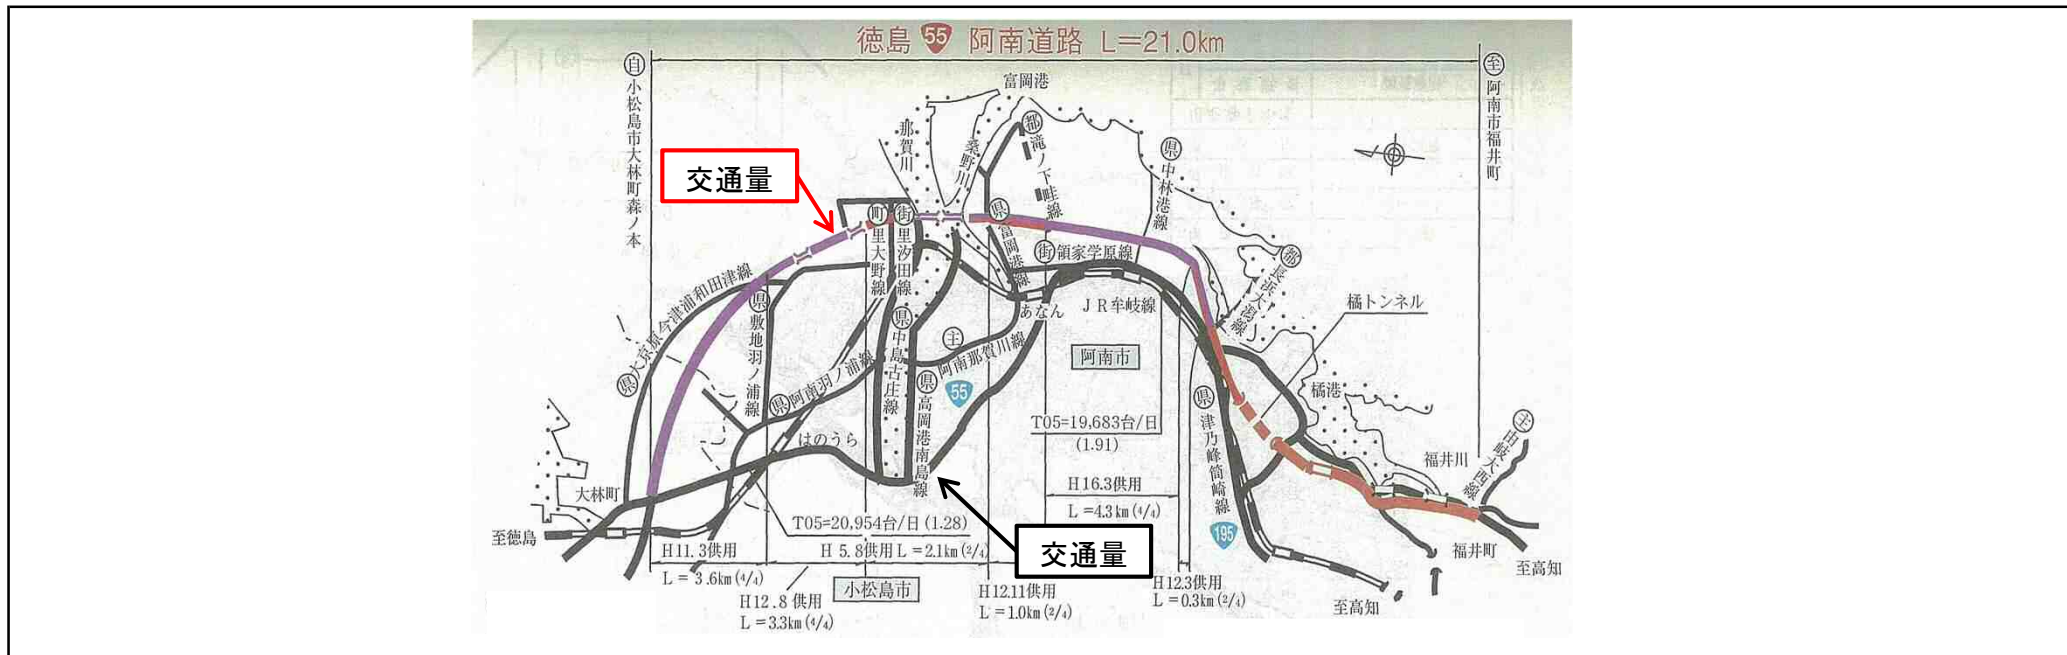 徳島 55 阿南道路 L=21.0km
自 小松島市大林町森ノ本
至 阿南市福井町
富岡港
那賀川
桑野川
都 滝ノ下畦線
県 中林港線
交通量
町 里大野線
街 里汐田線
県 富岡港線
街 領家学原線
都 長浜大潟線
橘トンネル
県 大京原今津浦和田津線
県 敷地羽ノ浦線
県 阿南羽ノ浦線
県 中島古庄線
主 阿南那賀川線
あなん
JR牟岐線
阿南市
県 高岡港南島線
55
T05=19,683台/日
(1.91)
県 津乃峰筒崎線
橘港
主 由岐大西線
福井川
はのうら
大林町
至徳島
T05=20,954台/日 (1.28)
H16.3供用
L=4.3km(4/4)
195
福井町
至高知
H11.3供用
L=3.6km(4/4)
H 5.8供用 L=2.1km(2/4)
交通量
小松島市
H12.8供用
L=3.3km(4/4)
H12.11供用
L=1.0km(2/4)
H12.3供用
L=0.3km(2/4)
至高知